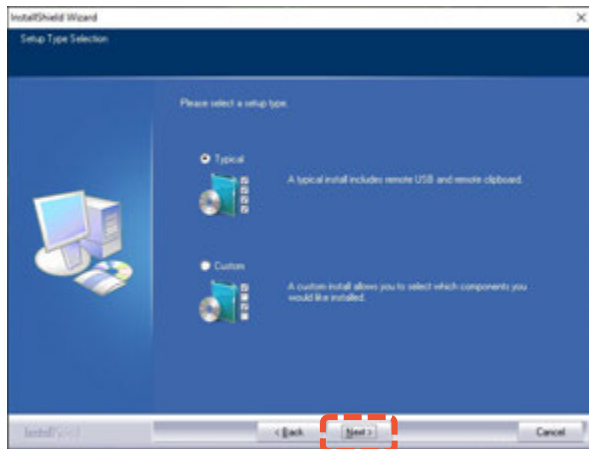 InstallShield Wizard
Setup Type Selection
Please select a setup type.
Typical
A typical install includes remote USB and remote clipboard.
Custom
A custom install allows you to select which components you
would like installed.
InstallShield
< Back
Next >
Cancel